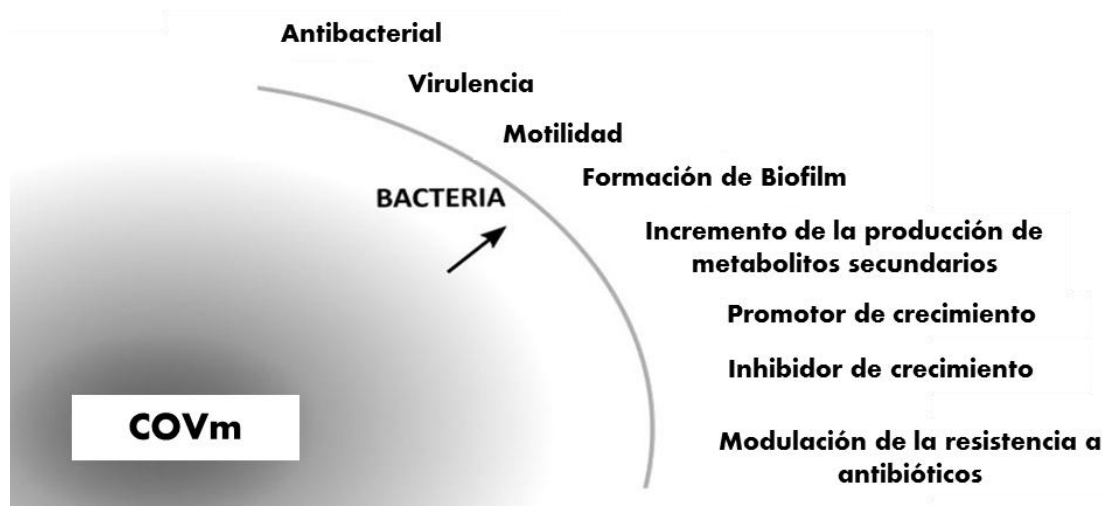 Antibacterial
Virulencia
Motilidad
Formación de Biofilm
BACTERIA
Incremento de la producción de
metabolitos secundarios
Promotor de crecimiento
Inhibidor de crecimiento
COVm
Modulación de la resistencia a
antibióticos